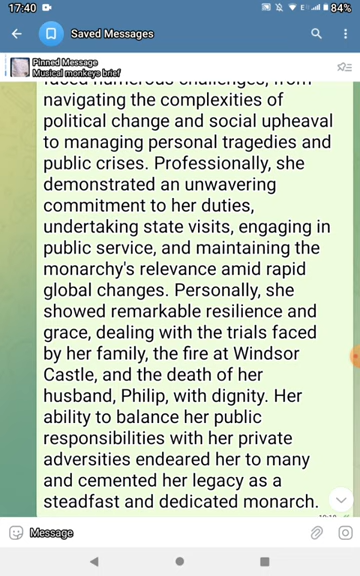 17:40
84%
Saved Messages
Pinned Message
Musical monkeys brief
faced numerous challenges, from
navigating the complexities of
political change and social upheaval
to managing personal tragedies and
public crises. Professionally, she
demonstrated an unwavering
commitment to her duties,
undertaking state visits, engaging in
public service, and maintaining the
monarchy's relevance amid rapid
global changes. Personally, she
showed remarkable resilience and
grace, dealing with the trials faced
by her family, the fire at Windsor
Castle, and the death of her
husband, Philip, with dignity. Her
ability to balance her public
responsibilities with her private
adversities endeared her to many
and cemented her legacy as a
steadfast and dedicated monarch.
Message